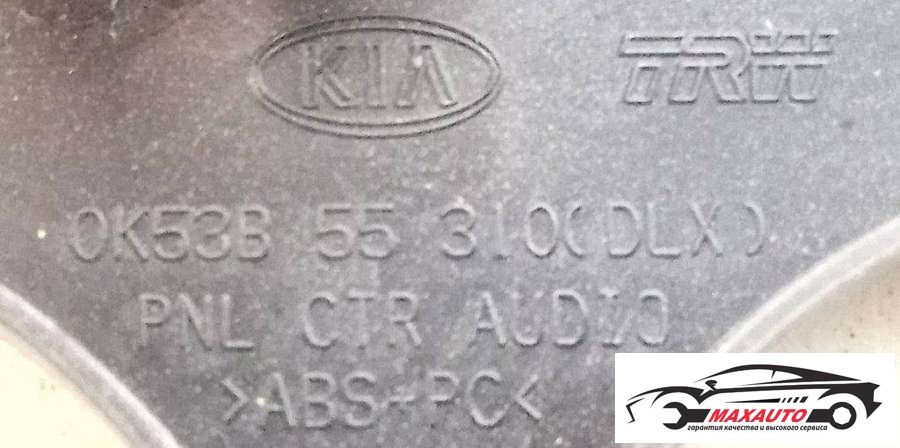 KIA TRW
0K53B 55 310(DLX)
PNL CTR AUDIO
>ABS+PC<
MAXAUTO
гарантия качества и высокого сервиса